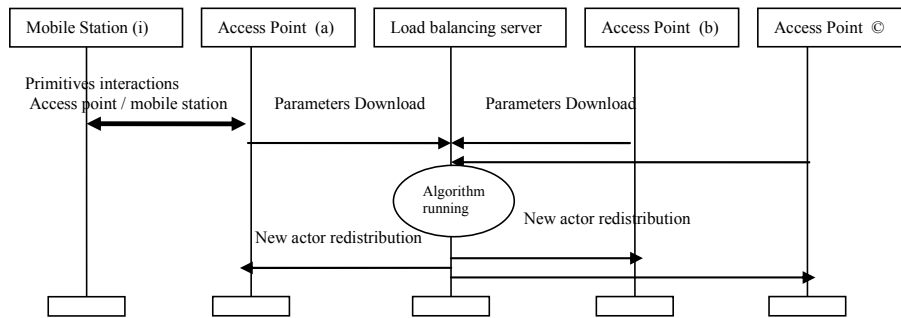 Mobile Station (i)
Access Point (a)
Load balancing server
Access Point (b)
Access Point ©
Primitives interactions
Access point / mobile station
Parameters Download
Parameters Download
Algorithm
running
New actor redistribution
New actor redistribution